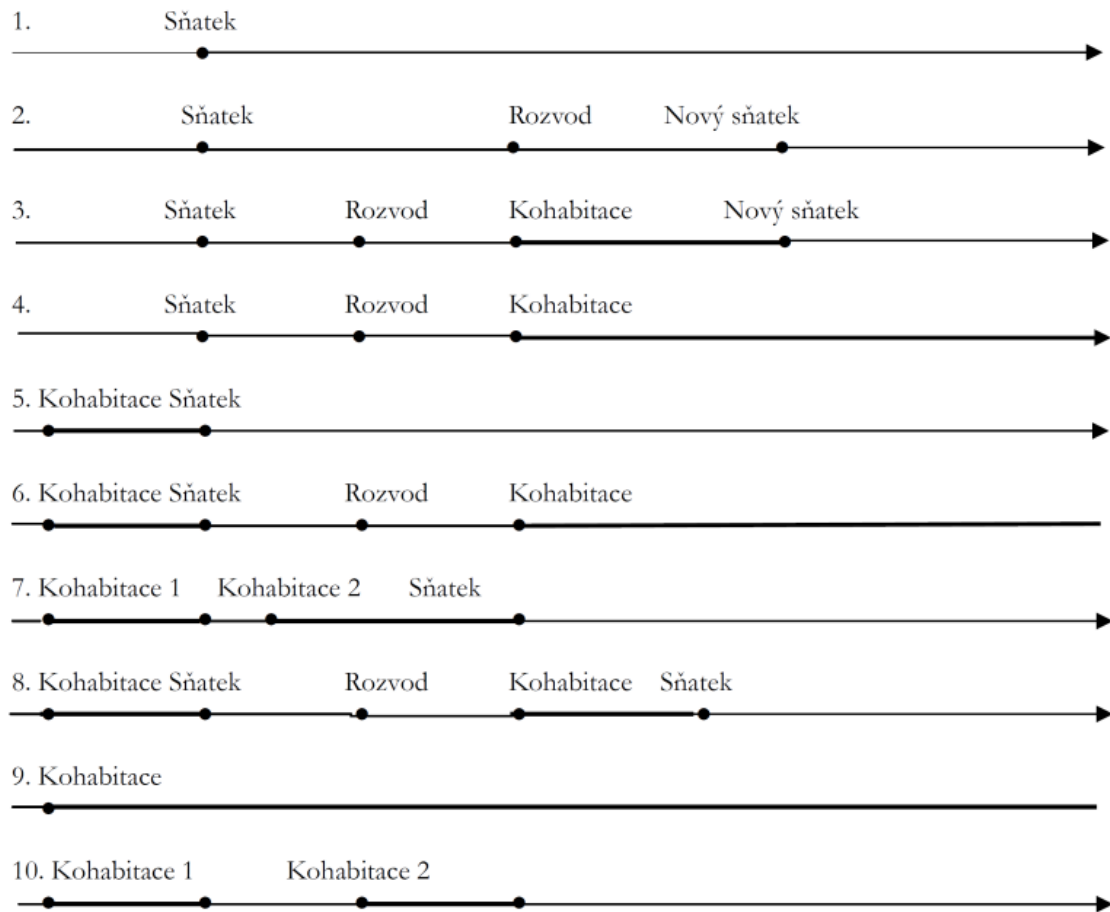 1. Sňatek
2. Sňatek Rozvod Nový sňatek
3. Sňatek Rozvod Kohabitace Nový sňatek
4. Sňatek Rozvod Kohabitace
5. Kohabitace Sňatek
6. Kohabitace Sňatek Rozvod Kohabitace
7. Kohabitace 1 Kohabitace 2 Sňatek
8. Kohabitace Sňatek Rozvod Kohabitace Sňatek
9. Kohabitace
10. Kohabitace 1 Kohabitace 2